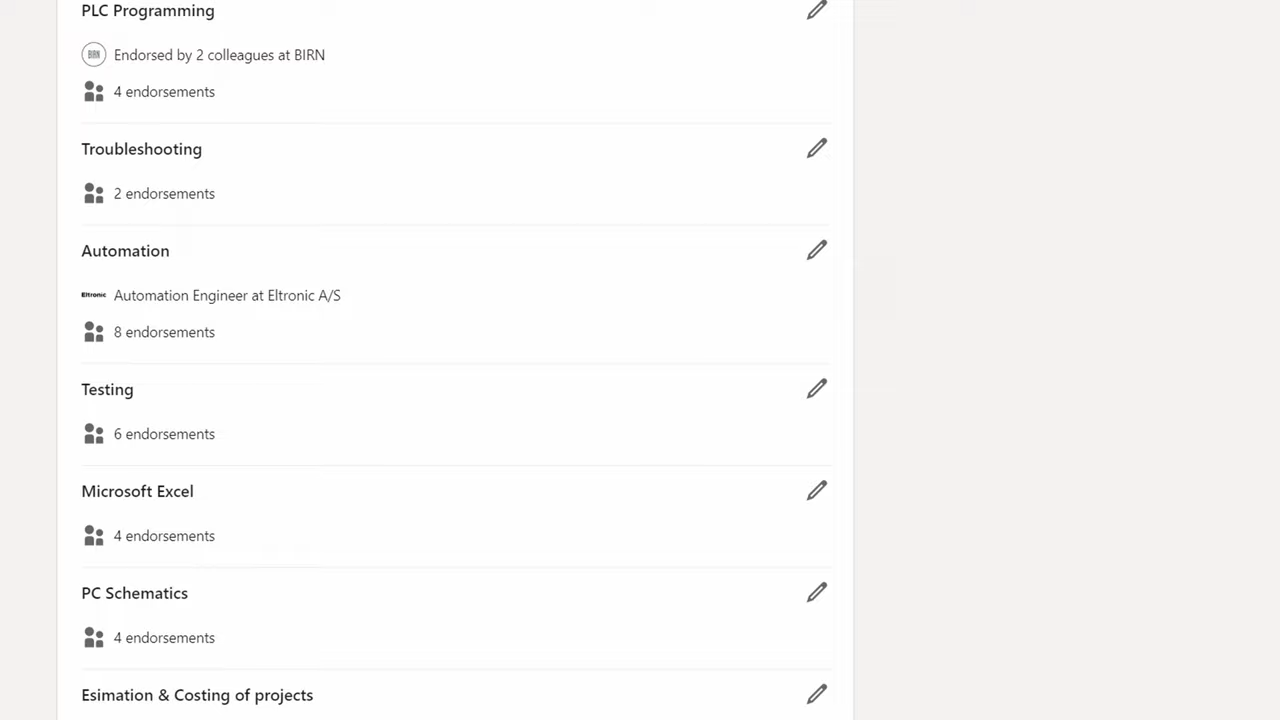 PLC Programming
BIRN
Endorsed by 2 colleagues at BIRN
4 endorsements
Troubleshooting
2 endorsements
Automation
Eltronic
Automation Engineer at Eltronic A/S
8 endorsements
Testing
6 endorsements
Microsoft Excel
4 endorsements
PC Schematics
4 endorsements
Esimation & Costing of projects